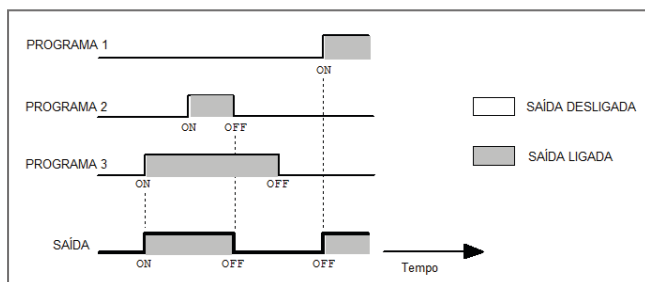 PROGRAMA 1
ON
PROGRAMA 2
ON OFF
SAÍDA DESLIGADA
SAÍDA LIGADA
PROGRAMA 3
ON OFF
SAÍDA
ON OFF OFF
Tempo